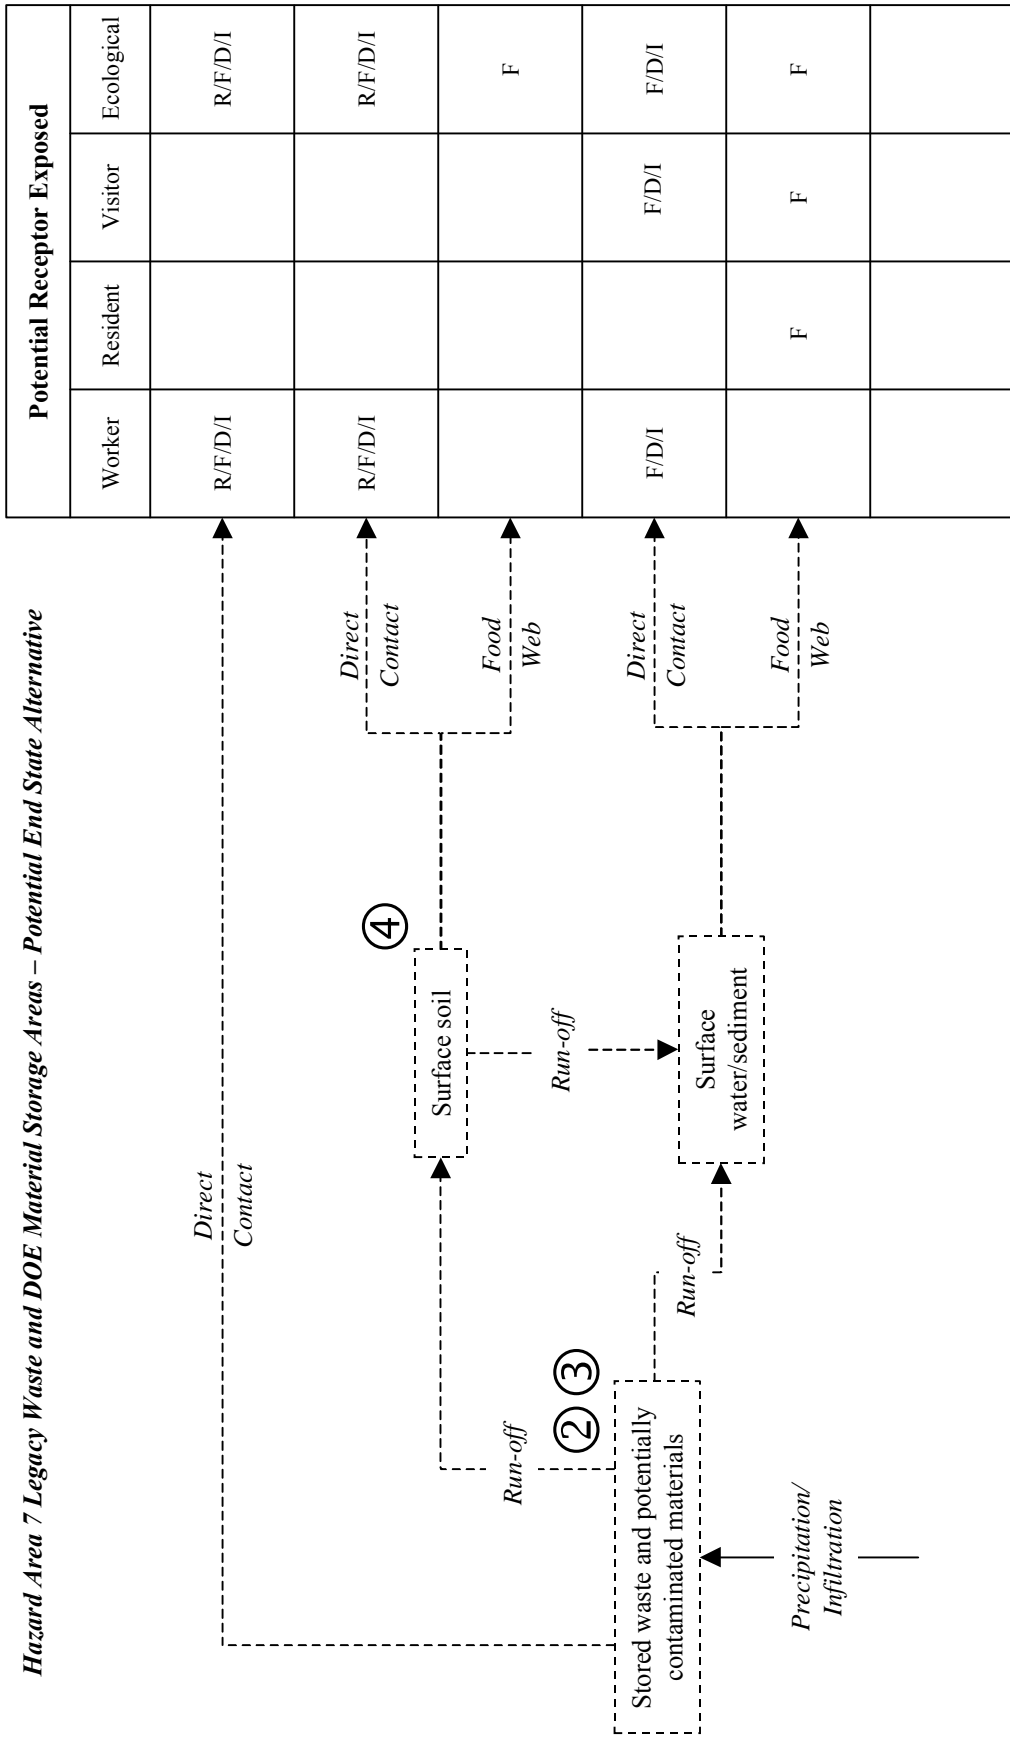 Hazard Area 7 Legacy Waste and DOE Material Storage Areas – Potential End State Alternative
Potential Receptor Exposed
Worker
Resident
Visitor
Ecological
Direct
Contact
R/F/D/I
R/F/D/I
Direct
Contact
R/F/D/I
R/F/D/I
Food
Web
F
Direct
Contact
F/D/I
F/D/I
F/D/I
Food
Web
F
F
F
④
Surface soil
Run-off
Run-off
② ③
Stored waste and potentially
contaminated materials
Run-off
Surface
water/sediment
Precipitation/
Infiltration